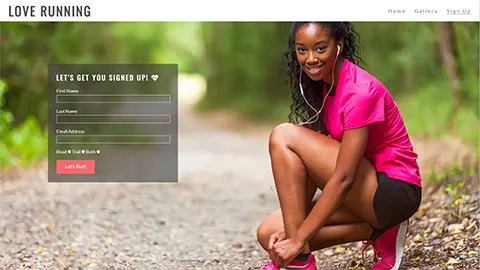 LOVE RUNNING
Home Gallery Sign Up
LET'S GET YOU SIGNED UP!
First Name
Last Name
Email Address
Road Trail Both
Let's Run!